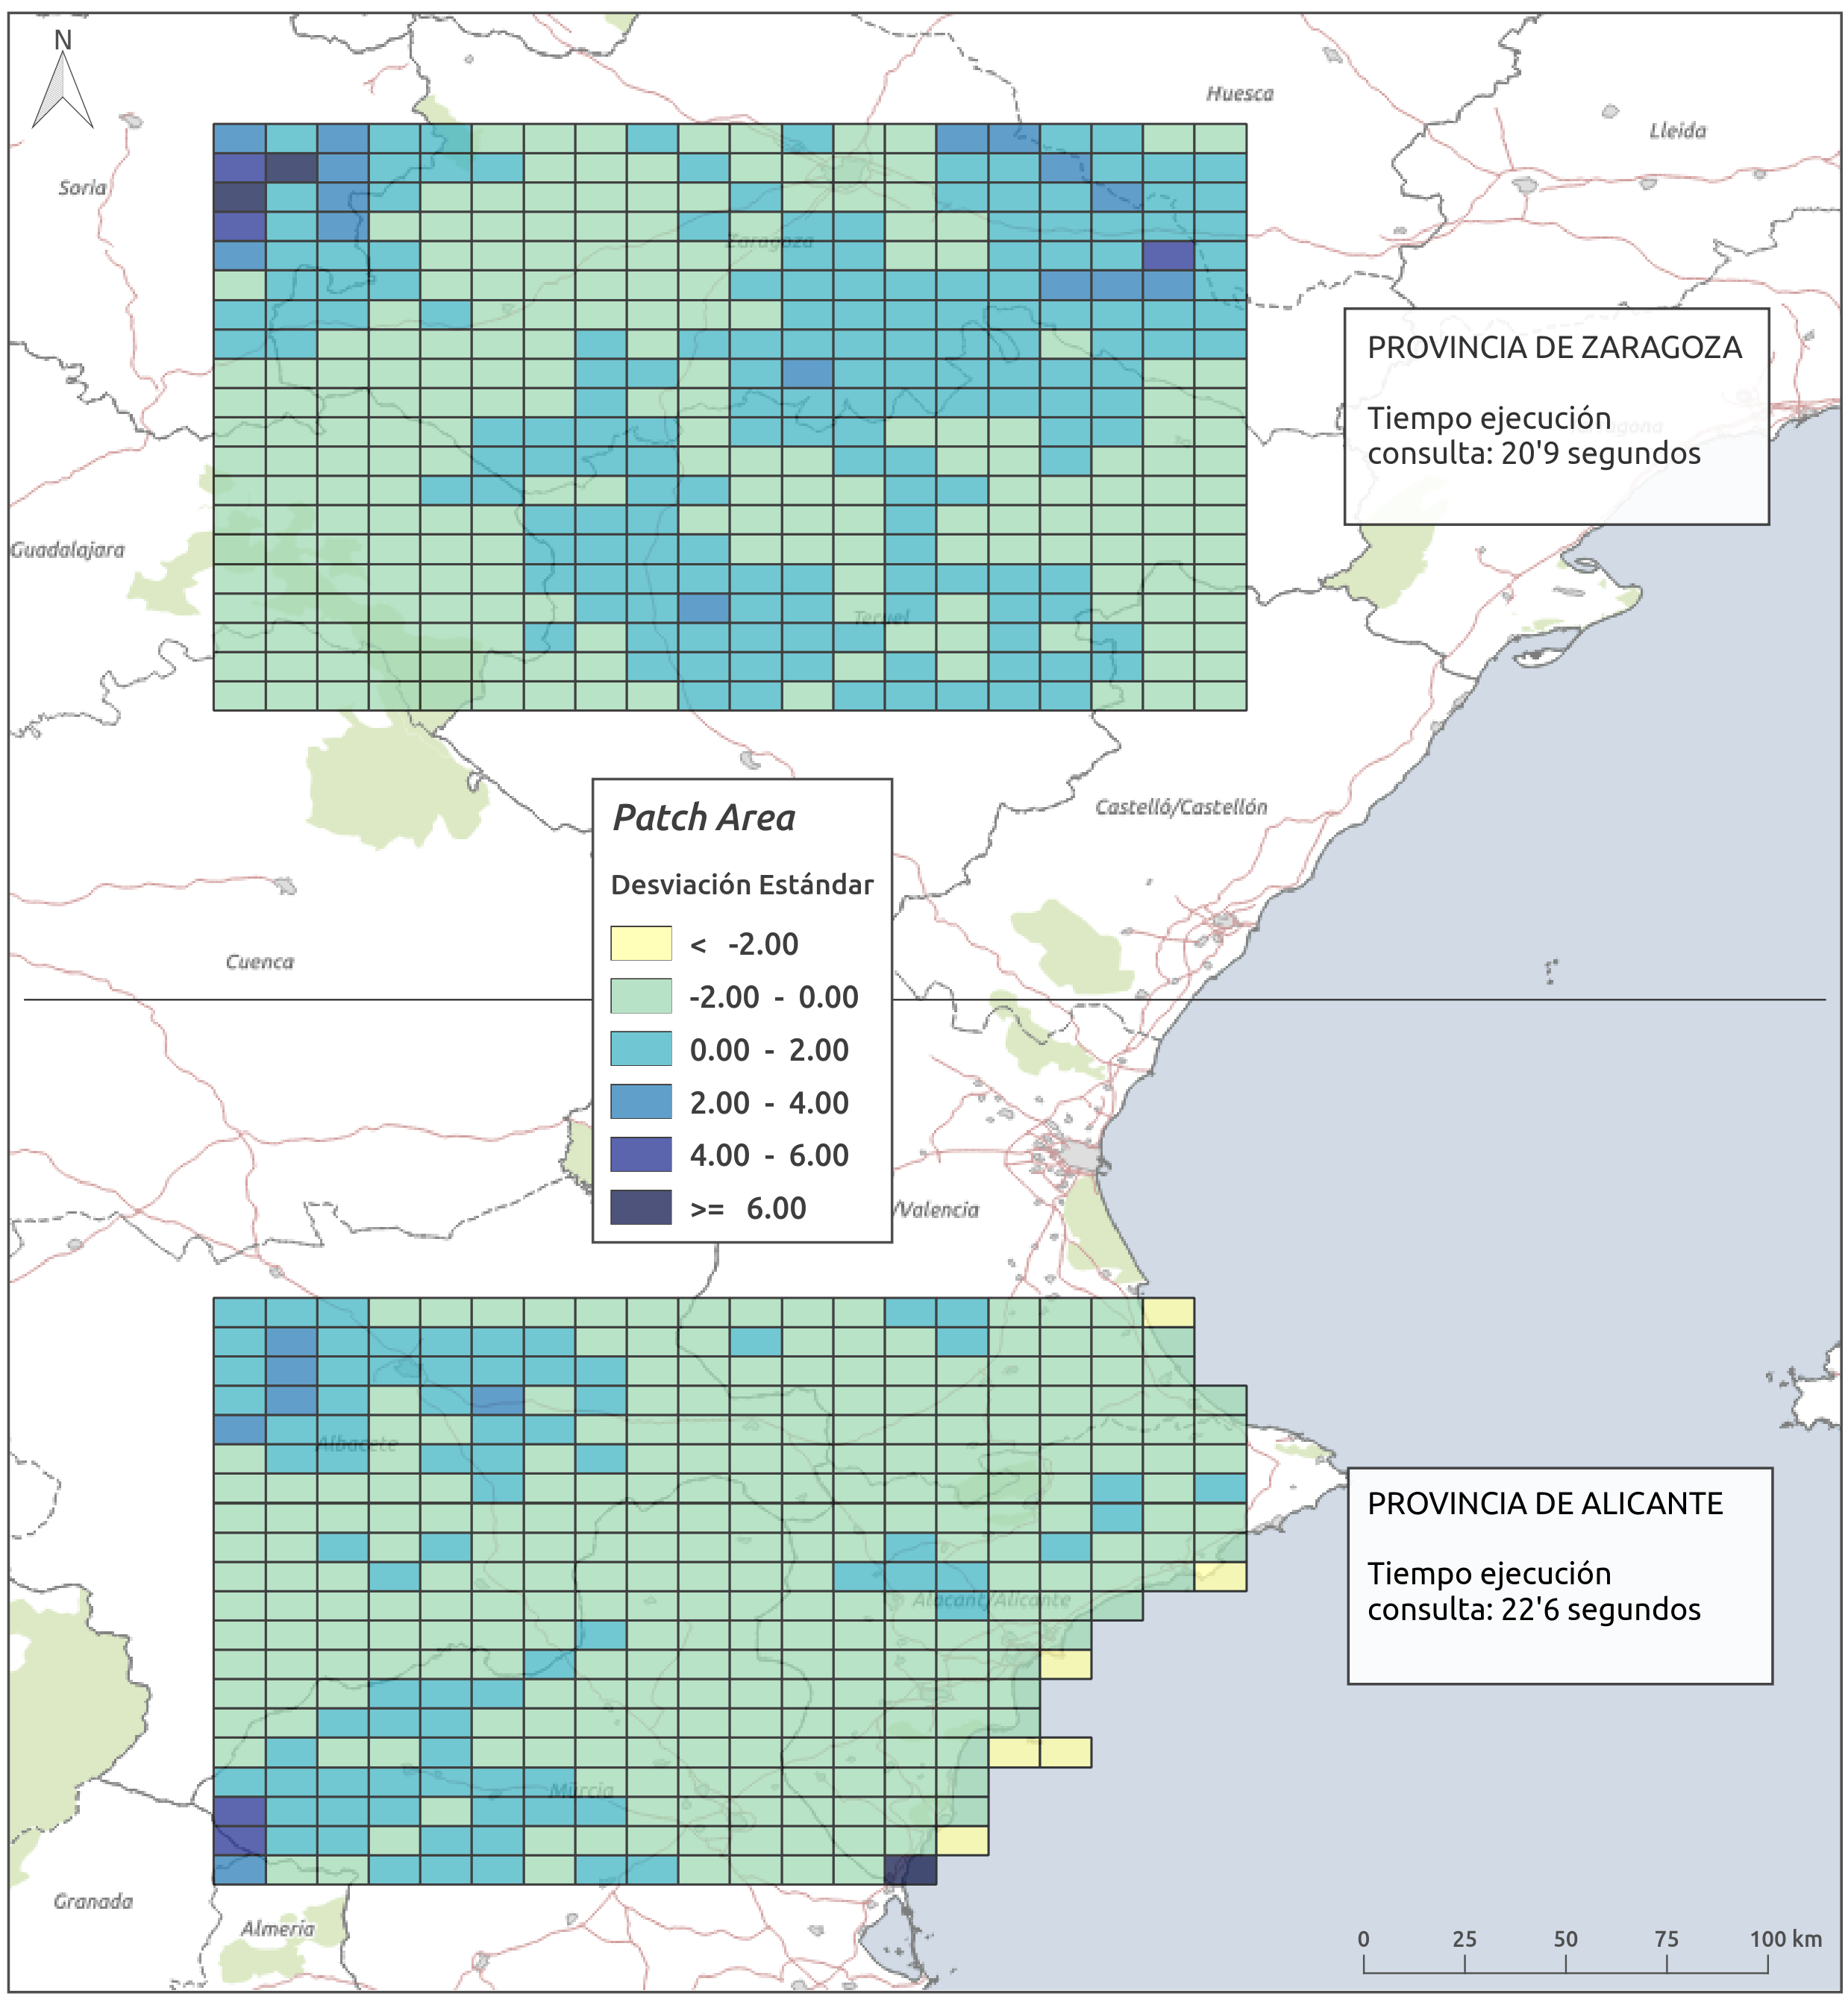 N
Huesca
Lleida
Soria
Zaragoza
PROVINCIA DE ZARAGOZA
Tiempo ejecución
consulta: 20'9 segundos
Guadalajara
Teruel
Castelló/Castellón
Patch Area
Desviación Estándar
< -2.00
-2.00 - 0.00
0.00 - 2.00
2.00 - 4.00
4.00 - 6.00
>= 6.00
Cuenca
/Valencia
Albacete
PROVINCIA DE ALICANTE
Tiempo ejecución
consulta: 22'6 segundos
Alacant/Alicante
Murcia
Granada
Almería
0 25 50 75 100 km